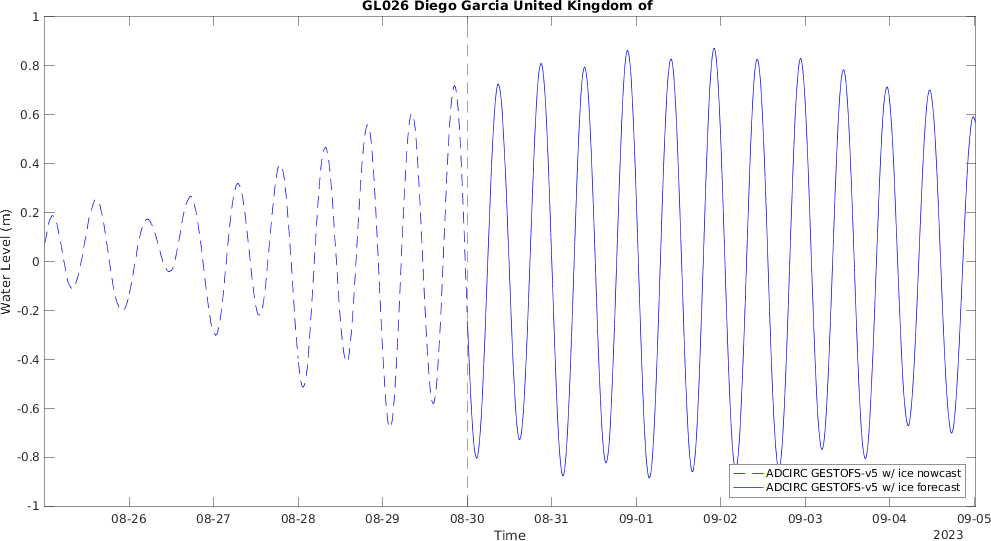 GL026 Diego Garcia United Kingdom of
1
0.8
0.6
0.4
0.2
0
-0.2
-0.4
-0.6
-0.8
-1
Water Level (m)
ADCIRC GESTOFS-v5 w/ ice nowcast
ADCIRC GESTOFS-v5 w/ ice forecast
08-26 08-27 08-28 08-29 08-30 08-31 09-01 09-02 09-03 09-04 09-05
Time
2023